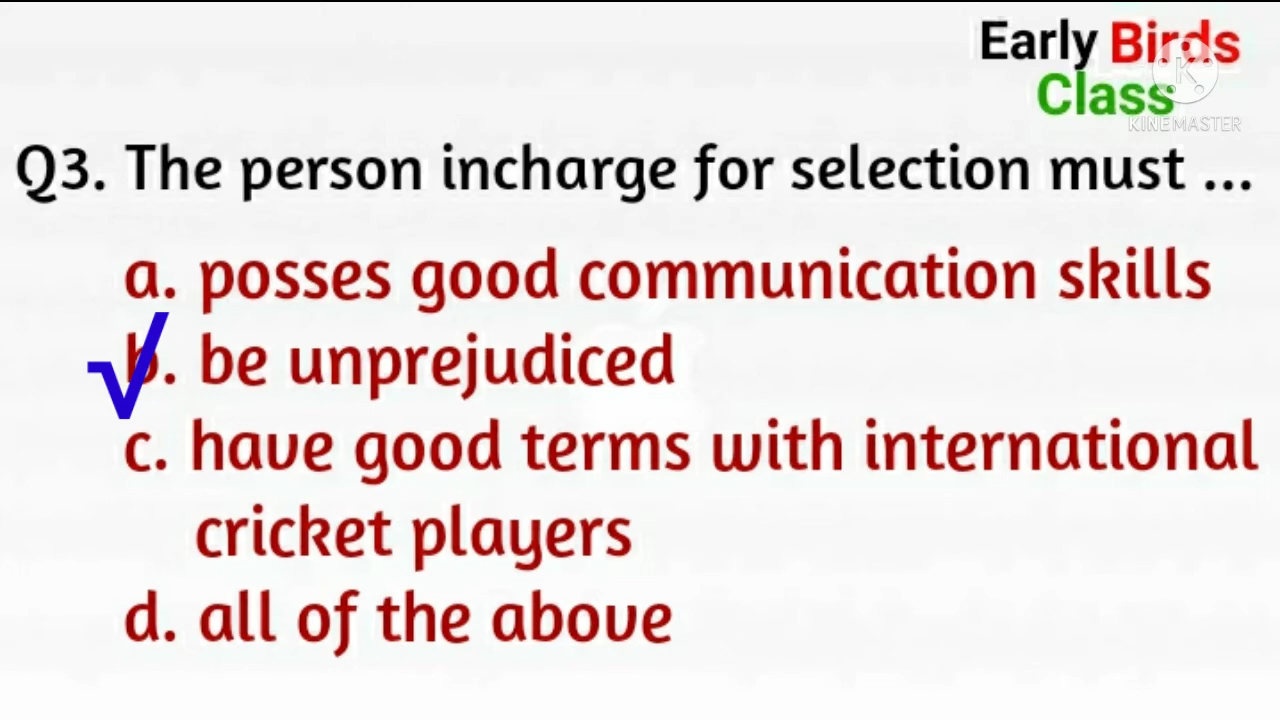 Early Birds
Class
KINEMASTER
Q3. The person incharge for selection must ...
a. posses good communication skills
b. be unprejudiced
c. have good terms with international
cricket players
d. all of the above